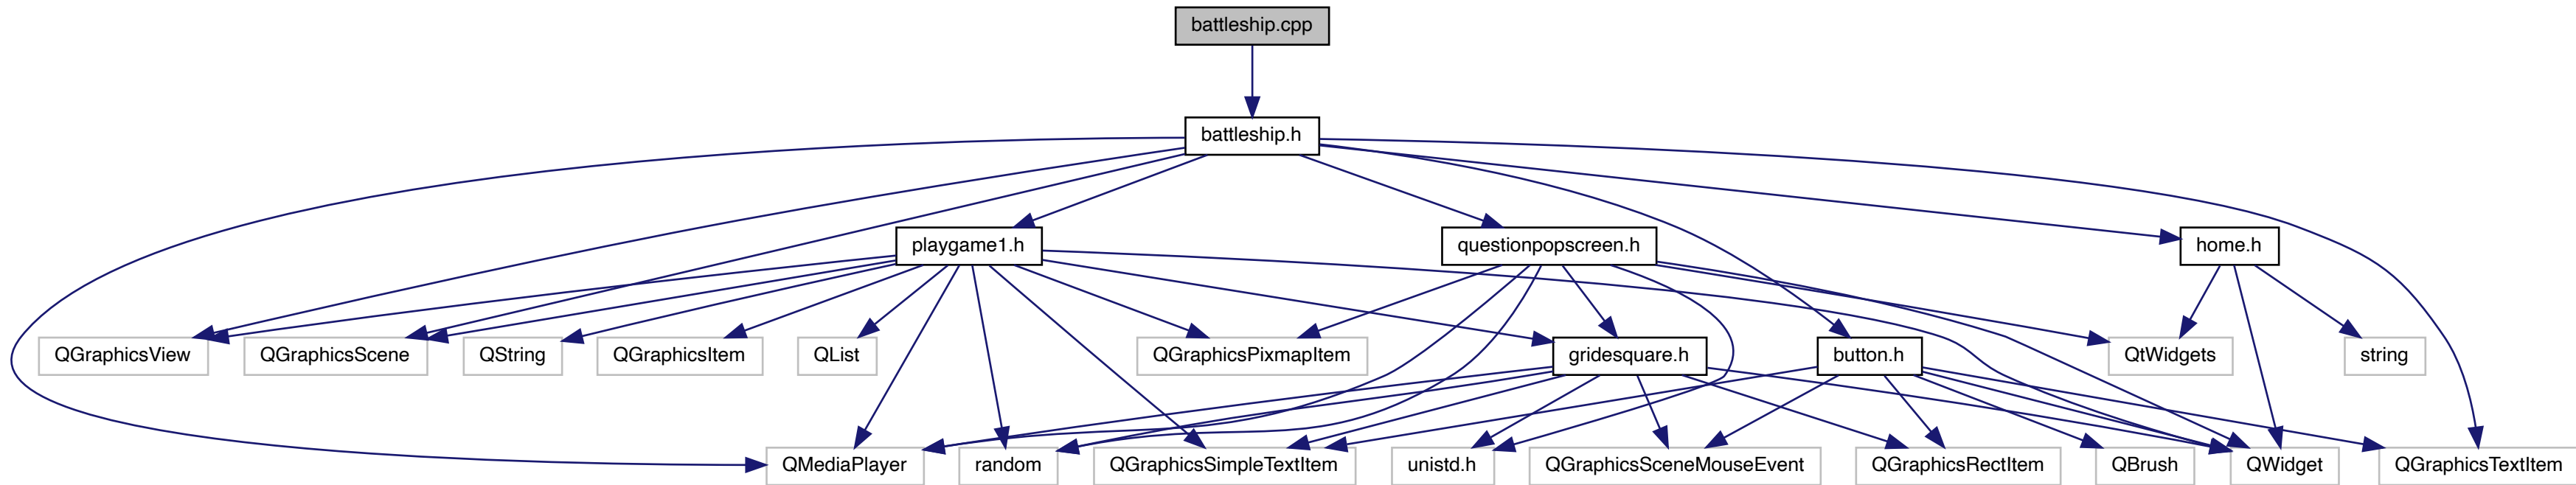 battleship.cpp
battleship.h
playgame1.h
questionpopscreen.h
home.h
QGraphicsView
QGraphicsScene
QString
QGraphicsItem
QList
QGraphicsPixmapItem
gridesquare.h
button.h
QtWidgets
string
QMediaPlayer
random
QGraphicsSimpleTextItem
unistd.h
QGraphicsSceneMouseEvent
QGraphicsRectItem
QBrush
QWidget
QGraphicsTextItem